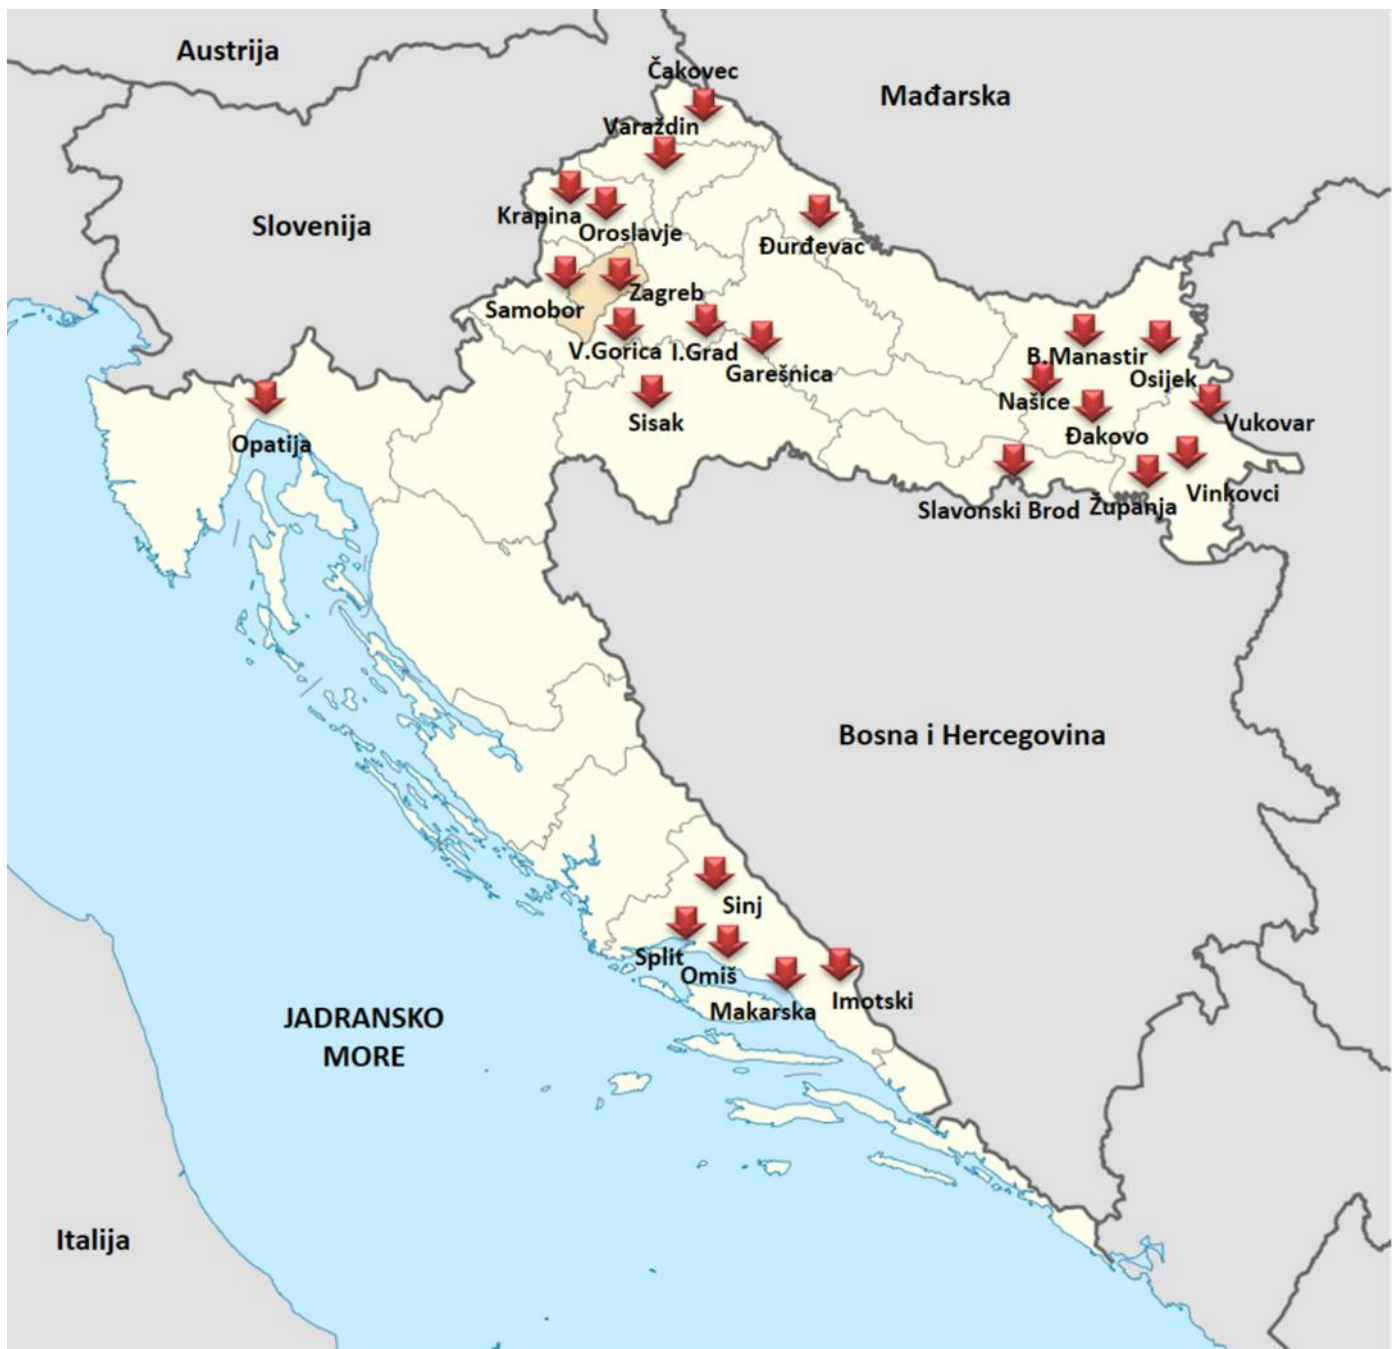 Austrija
Čakovec
Mađarska
Varaždin
Krapina
Slovenija
Oroslavje
Đurđevac
Zagreb
Samobor
V.Gorica
I.Grad
B.Manastir
Garešnica
Osijek
Našice
Sisak
Vukovar
Opatija
Đakovo
Vinkovci
Slavonski Brod
Županja
Bosna i Hercegovina
Sinj
Split
Omiš
Imotski
Makarska
JADRANSKO
MORE
Italija